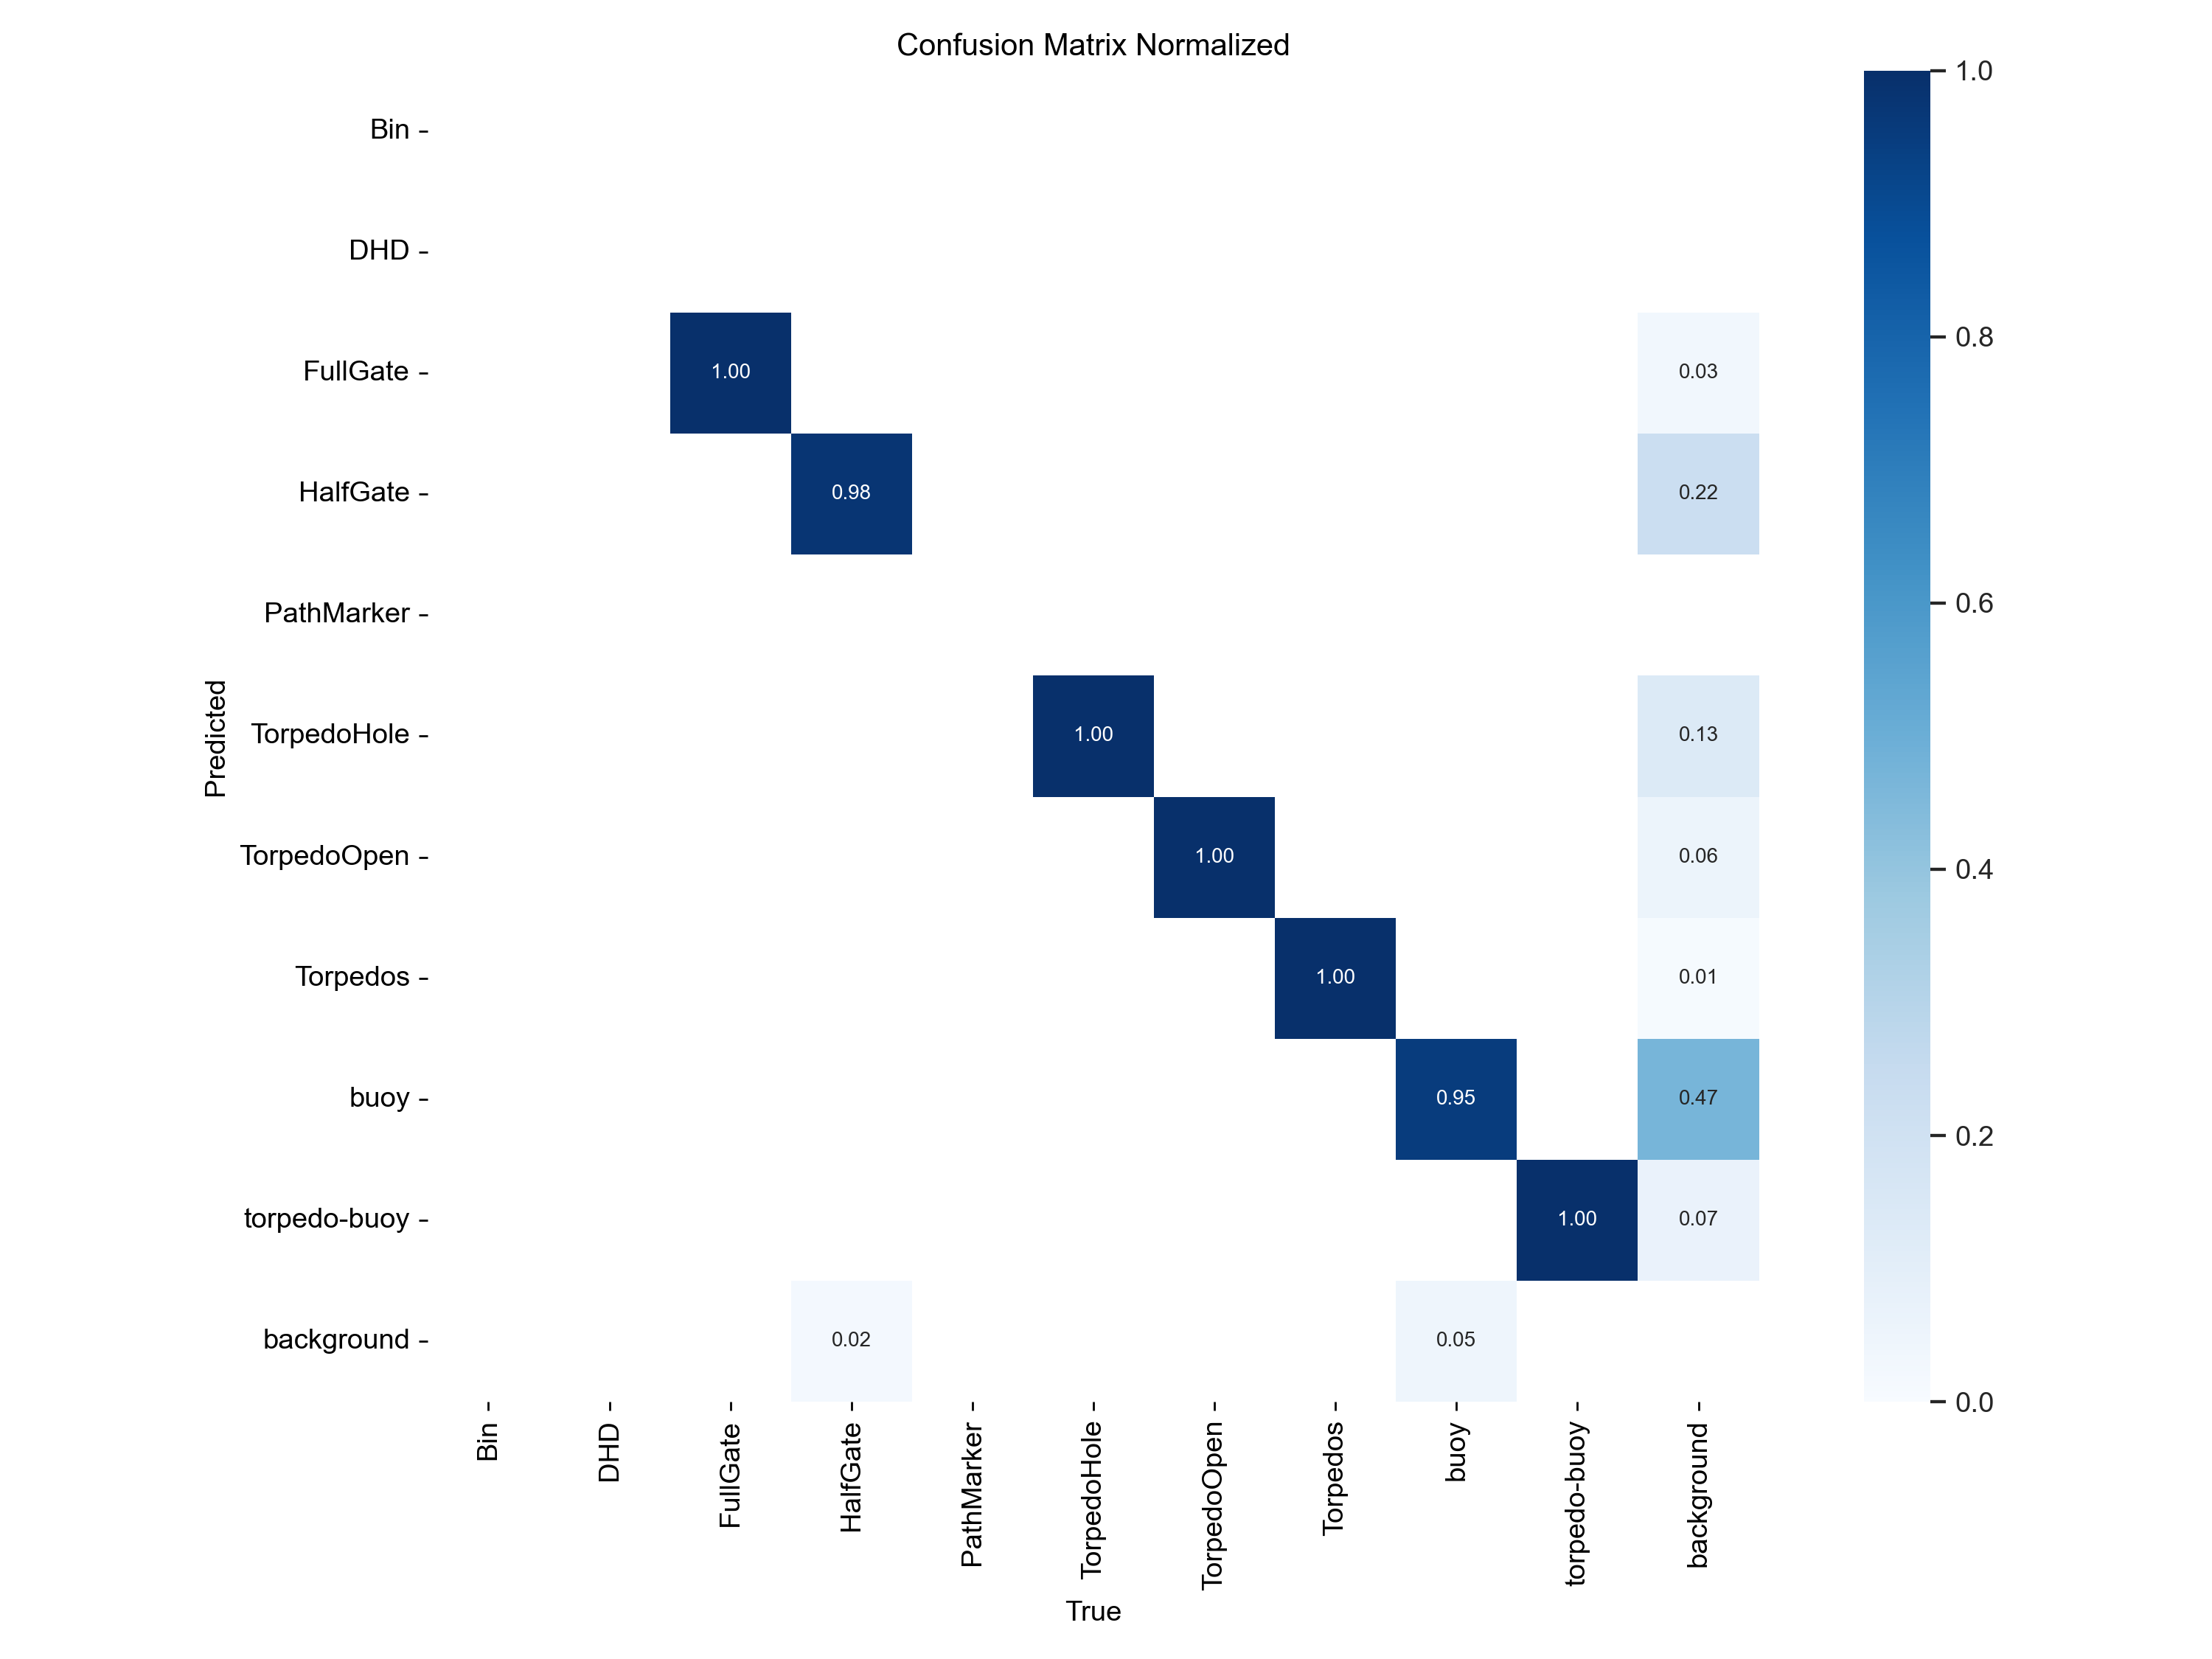 Confusion Matrix Normalized
1.0
Bin
DHD
0.8
FullGate 1.00 0.03
HalfGate 0.98 0.22
0.6
PathMarker
Predicted
TorpedoHole 1.00 0.13
TorpedoOpen 1.00 0.06
0.4
Torpedos 1.00 0.01
buoy 0.95 0.47
0.2
torpedo-buoy 1.00 0.07
background 0.02 0.05
0.0
Bin DHD FullGate HalfGate PathMarker TorpedoHole TorpedoOpen Torpedos buoy torpedo-buoy background
True